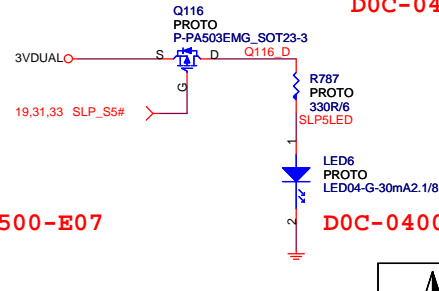 D0C-04
Q116
PROTO
P-PA503EMG_SOT23-3
3VDUAL
S
D
Q116_D
G
R787
PROTO
330R/6
19,31,33 SLP_S5#
SLP5LED
1
LED6
PROTO
LED04-G-30mA2.1/8
2
500-E07
D0C-0400